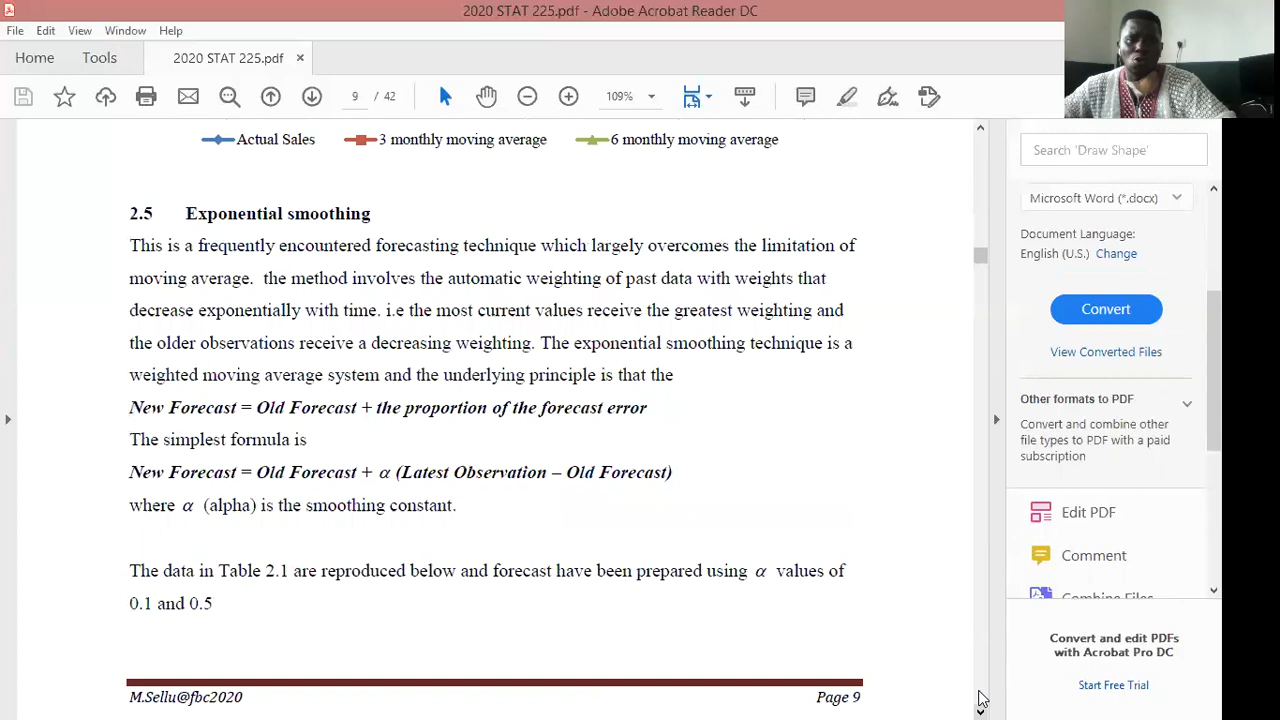 2020 STAT 225.pdf - Adobe Acrobat Reader DC
File Edit View Window Help
Home Tools 2020 STAT 225.pdf ×
9 / 42 109%
Actual Sales 3 monthly moving average 6 monthly moving average
2.5 Exponential smoothing
This is a frequently encountered forecasting technique which largely overcomes the limitation of
moving average. the method involves the automatic weighting of past data with weights that
decrease exponentially with time. i.e the most current values receive the greatest weighting and
the older observations receive a decreasing weighting. The exponential smoothing technique is a
weighted moving average system and the underlying principle is that the
New Forecast = Old Forecast + the proportion of the forecast error
The simplest formula is
New Forecast = Old Forecast + α (Latest Observation – Old Forecast)
where α (alpha) is the smoothing constant.
The data in Table 2.1 are reproduced below and forecast have been prepared using α values of
0.1 and 0.5
M.Sellu@fbc2020 Page 9
Search 'Draw Shape'
Microsoft Word (*.docx)
Document Language:
English (U.S.) Change
Convert
View Converted Files
Other formats to PDF
Convert and combine other
file types to PDF with a paid
subscription
Edit PDF
Comment
Combine Files
Convert and edit PDFs
with Acrobat Pro DC
Start Free Trial